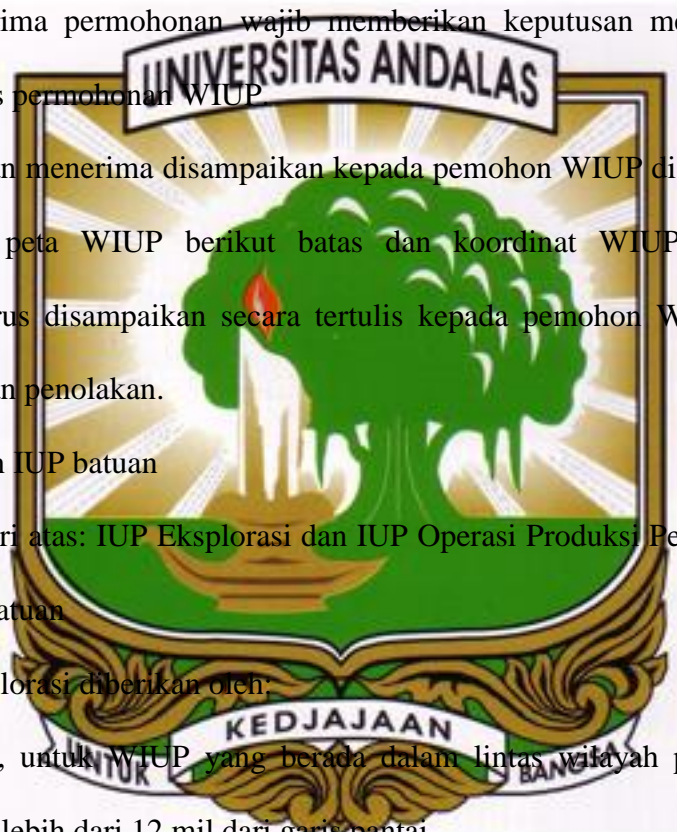 ima permohonan wajib memberikan keputusan me
UNIVERSITAS ANDALAS
s permohonan WIUP.
n menerima disampaikan kepada pemohon WIUP di
peta WIUP berikut batas dan koordinat WIUP
rus disampaikan secara tertulis kepada pemohon W
n penolakan.
n IUP batuan
ri atas: IUP Eksplorasi dan IUP Operasi Produksi Pe
atuan
lorasi diberikan oleh:
KEDJAJAAN
, untuk WIUP yang berada dalam lintas wilayah p
UNTUK BANGSA
lebih dari 12 mil dari garis pantai